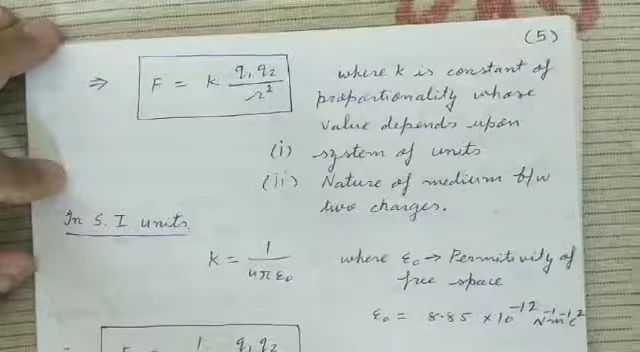 (5)
⇒ F = K q₁q₂/r² where k is constant of
proportionality whose
value depends upon
(i) system of units
(ii) Nature of medium b/w
two charges.
In S.I units
K = 1/4πε₀ where ε₀ → Permitivity of
free space
ε₀ = 8.85 × 10⁻¹² N⁻¹m⁻²c²
F 1 q₁q₂